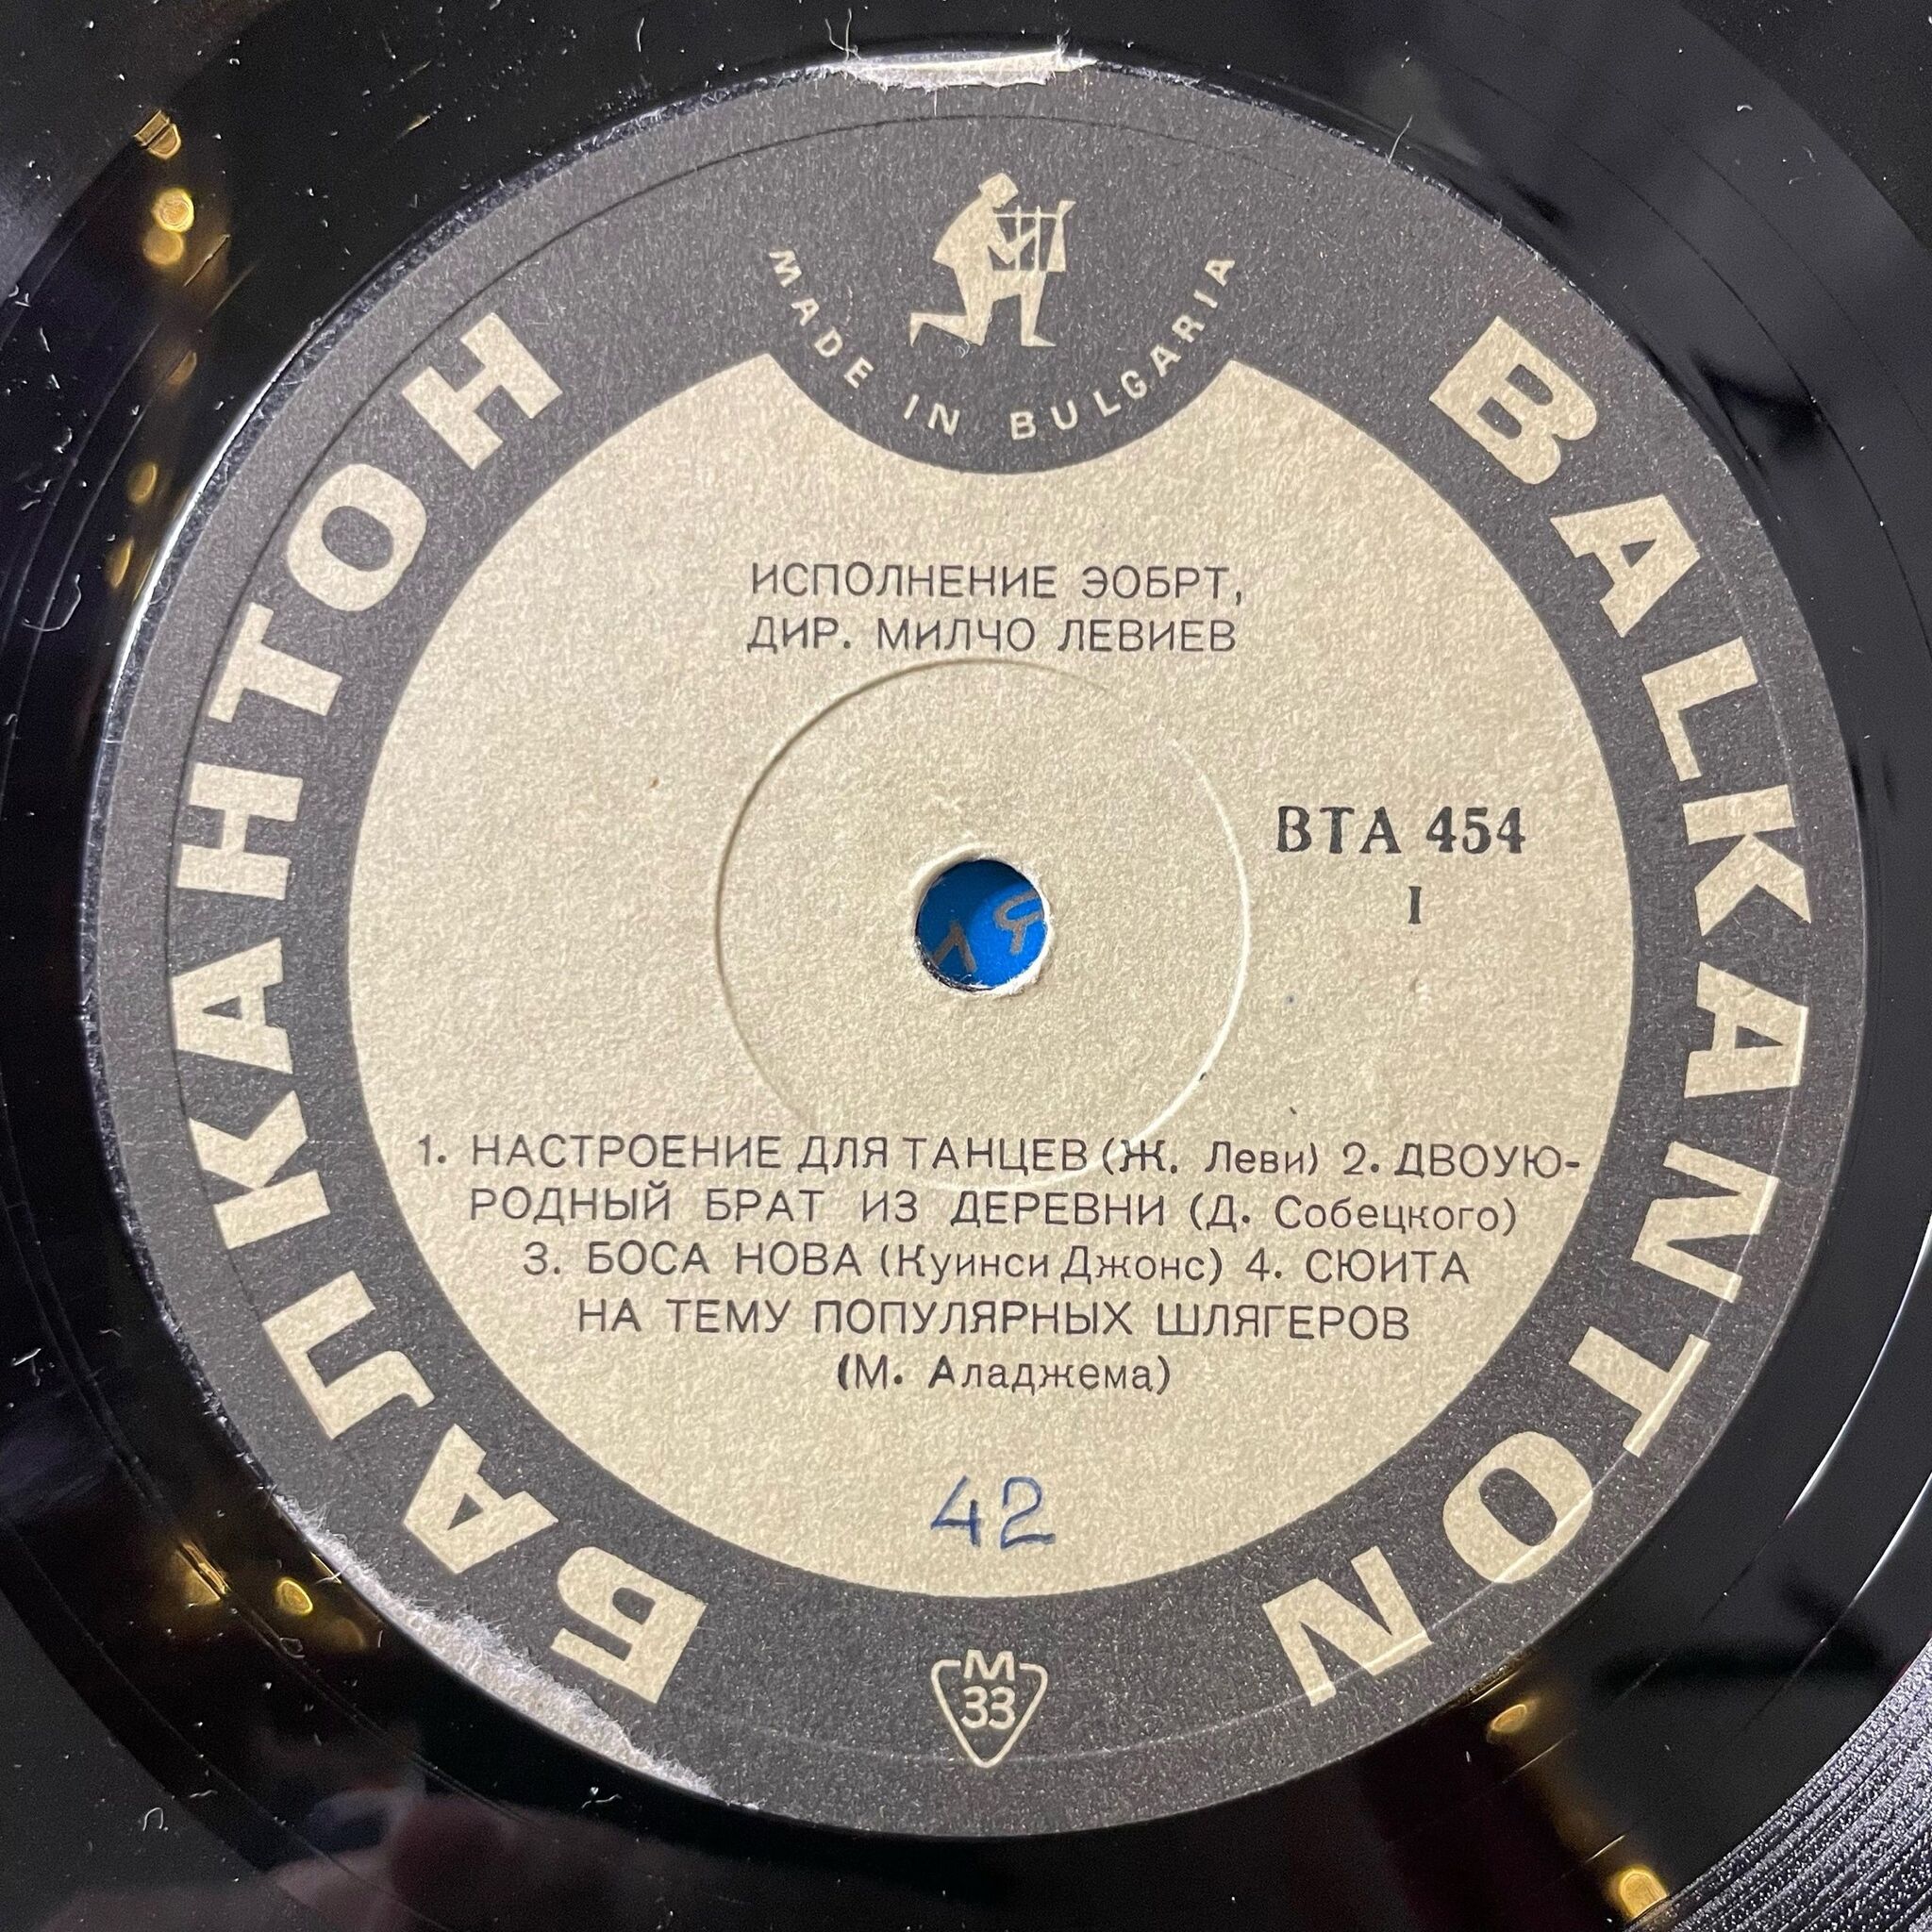 MADE IN BULGARIA
БАЛКАНТОН
BALKANTON
ИСПОЛНЕНИЕ ЭОБРТ,
ДИР. МИЛЧО ЛЕВИЕВ
ВТА 454
I
1. НАСТРОЕНИЕ ДЛЯ ТАНЦЕВ (Ж. Леви) 2. ДВОУЮ-
РОДНЫЙ БРАТ ИЗ ДЕРЕВНИ (Д. Собецкого)
3. БОСА НОВА (Куинси Джонс) 4. СЮИТА
НА ТЕМУ ПОПУЛЯРНЫХ ШЛЯГЕРОВ
(М. Аладжема)
42
М
33